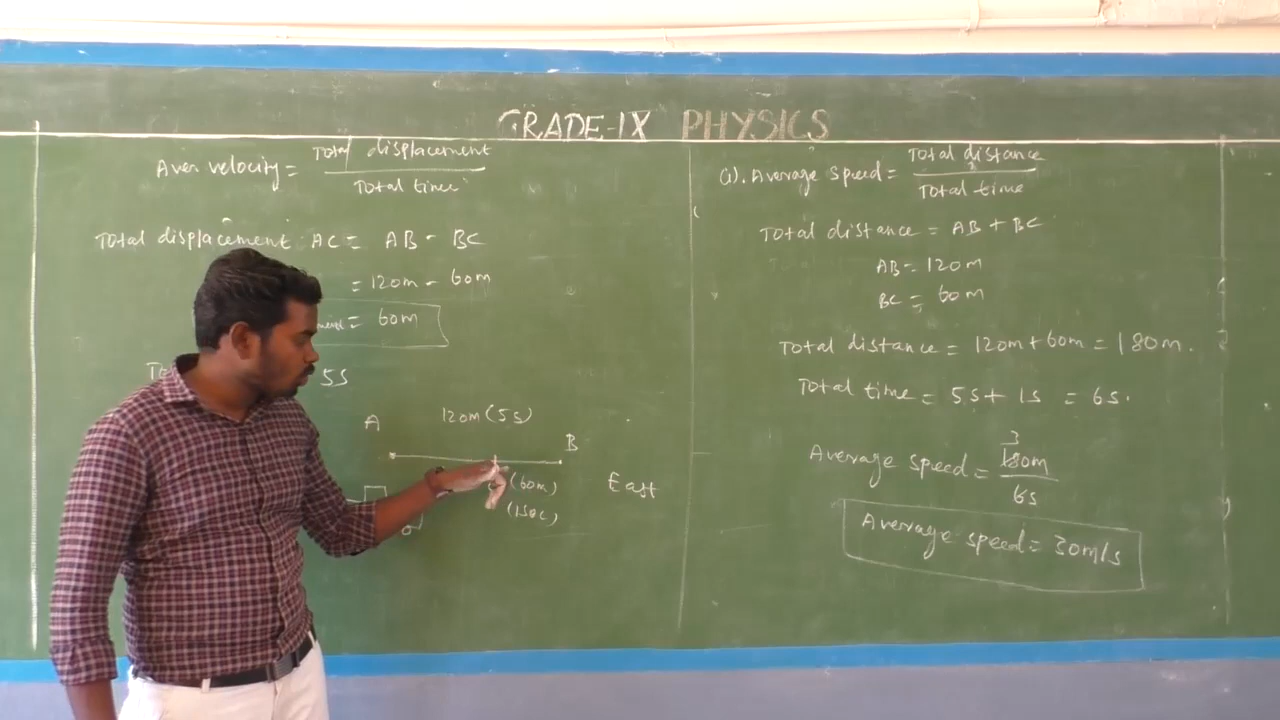 GRADE-IX PHYSICS
Aver velocity = Total displacement / Total time
Total displacement AC = AB - BC
= 120m - 60m
= 60m
5s
A 120m (5s) B
(60m) East
(1sec)
(i). Average speed = Total distance / Total time
Total distance = AB + BC
AB = 120m
BC = 60m
Total distance = 120m + 60m = 180m.
Total time = 5s + 1s = 6s.
Average speed = 180m / 6s
3
Average speed = 30m/s